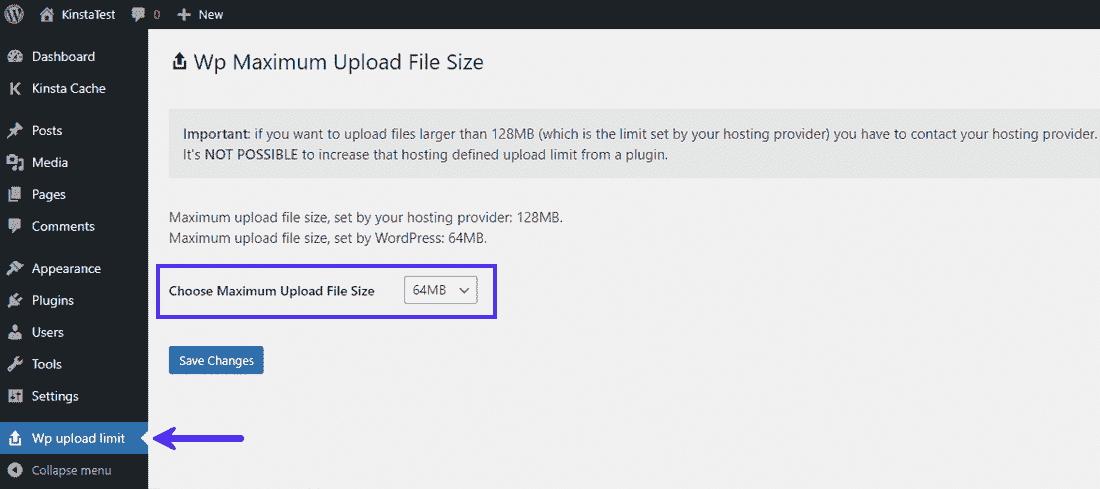 KinstaTest
0
New
Dashboard
Kinsta Cache
Posts
Media
Pages
Comments
Appearance
Plugins
Users
Tools
Settings
Wp upload limit
Collapse menu
Wp Maximum Upload File Size
Important: if you want to upload files larger than 128MB (which is the limit set by your hosting provider) you have to contact your hosting provider.
It's NOT POSSIBLE to increase that hosting defined upload limit from a plugin.
Maximum upload file size, set by your hosting provider: 128MB.
Maximum upload file size, set by WordPress: 64MB.
Choose Maximum Upload File Size 64MB
Save Changes